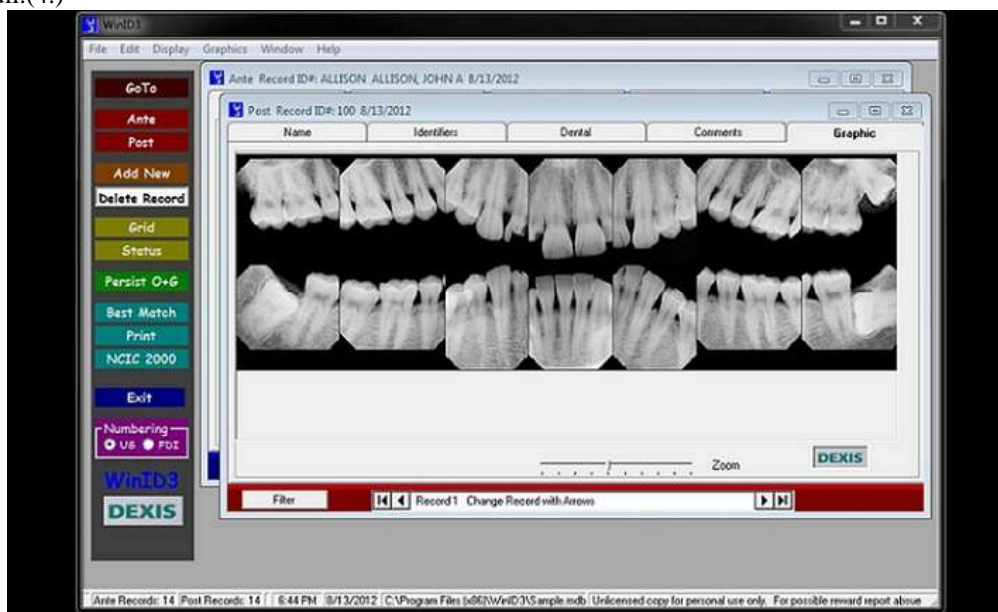 WinID3
File Edit Display Graphics Window Help
GoTo
Ante
Post
Add New
Delete Record
Grid
Status
Persist O+G
Best Match
Print
NCIC 2000
Exit
Numbering
US FDI
WinID3
DEXIS
Ante Record ID#: ALLISON ALLISON, JOHN A 8/13/2012
Post Record ID#: 100 8/13/2012
Name Identifiers Dental Comments Graphic
Zoom
DEXIS
Filter Record 1 Change Record with Arrows
Ante Records: 14 Post Records: 14 6:44 PM 8/13/2012 C:\Program Files (x86)\WinID3\Sample.mdb Unlicensed copy for personal use only. For possible reward report abuse